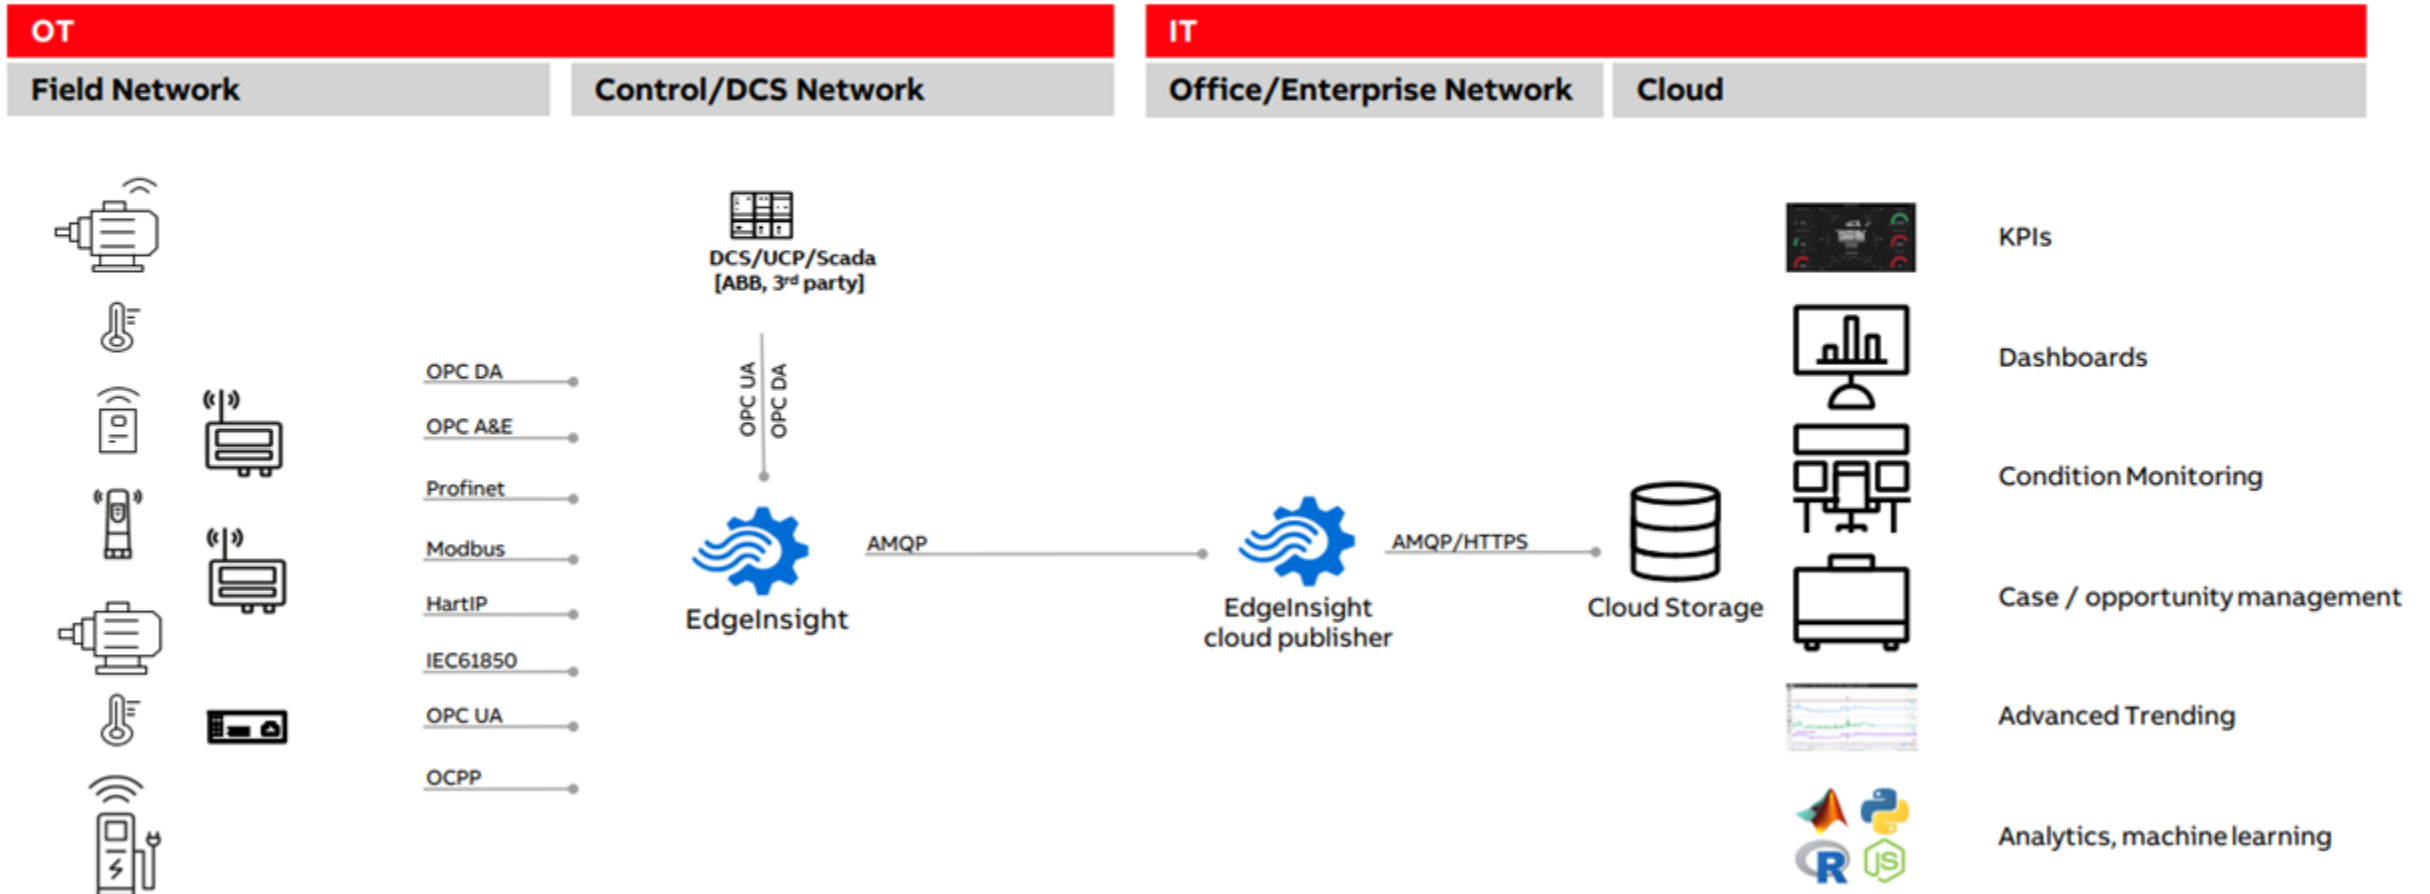 OT
IT
Field Network
Control/DCS Network
Office/Enterprise Network
Cloud
DCS/UCP/Scada
[ABB, 3rd party]
OPC UA
OPC DA
OPC DA
OPC A&E
Profinet
Modbus
HartIP
IEC61850
OPC UA
OCPP
EdgeInsight
AMQP
EdgeInsight
cloud publisher
AMQP/HTTPS
Cloud Storage
KPIs
Dashboards
Condition Monitoring
Case / opportunity management
Advanced Trending
R
JS
Analytics, machine learning